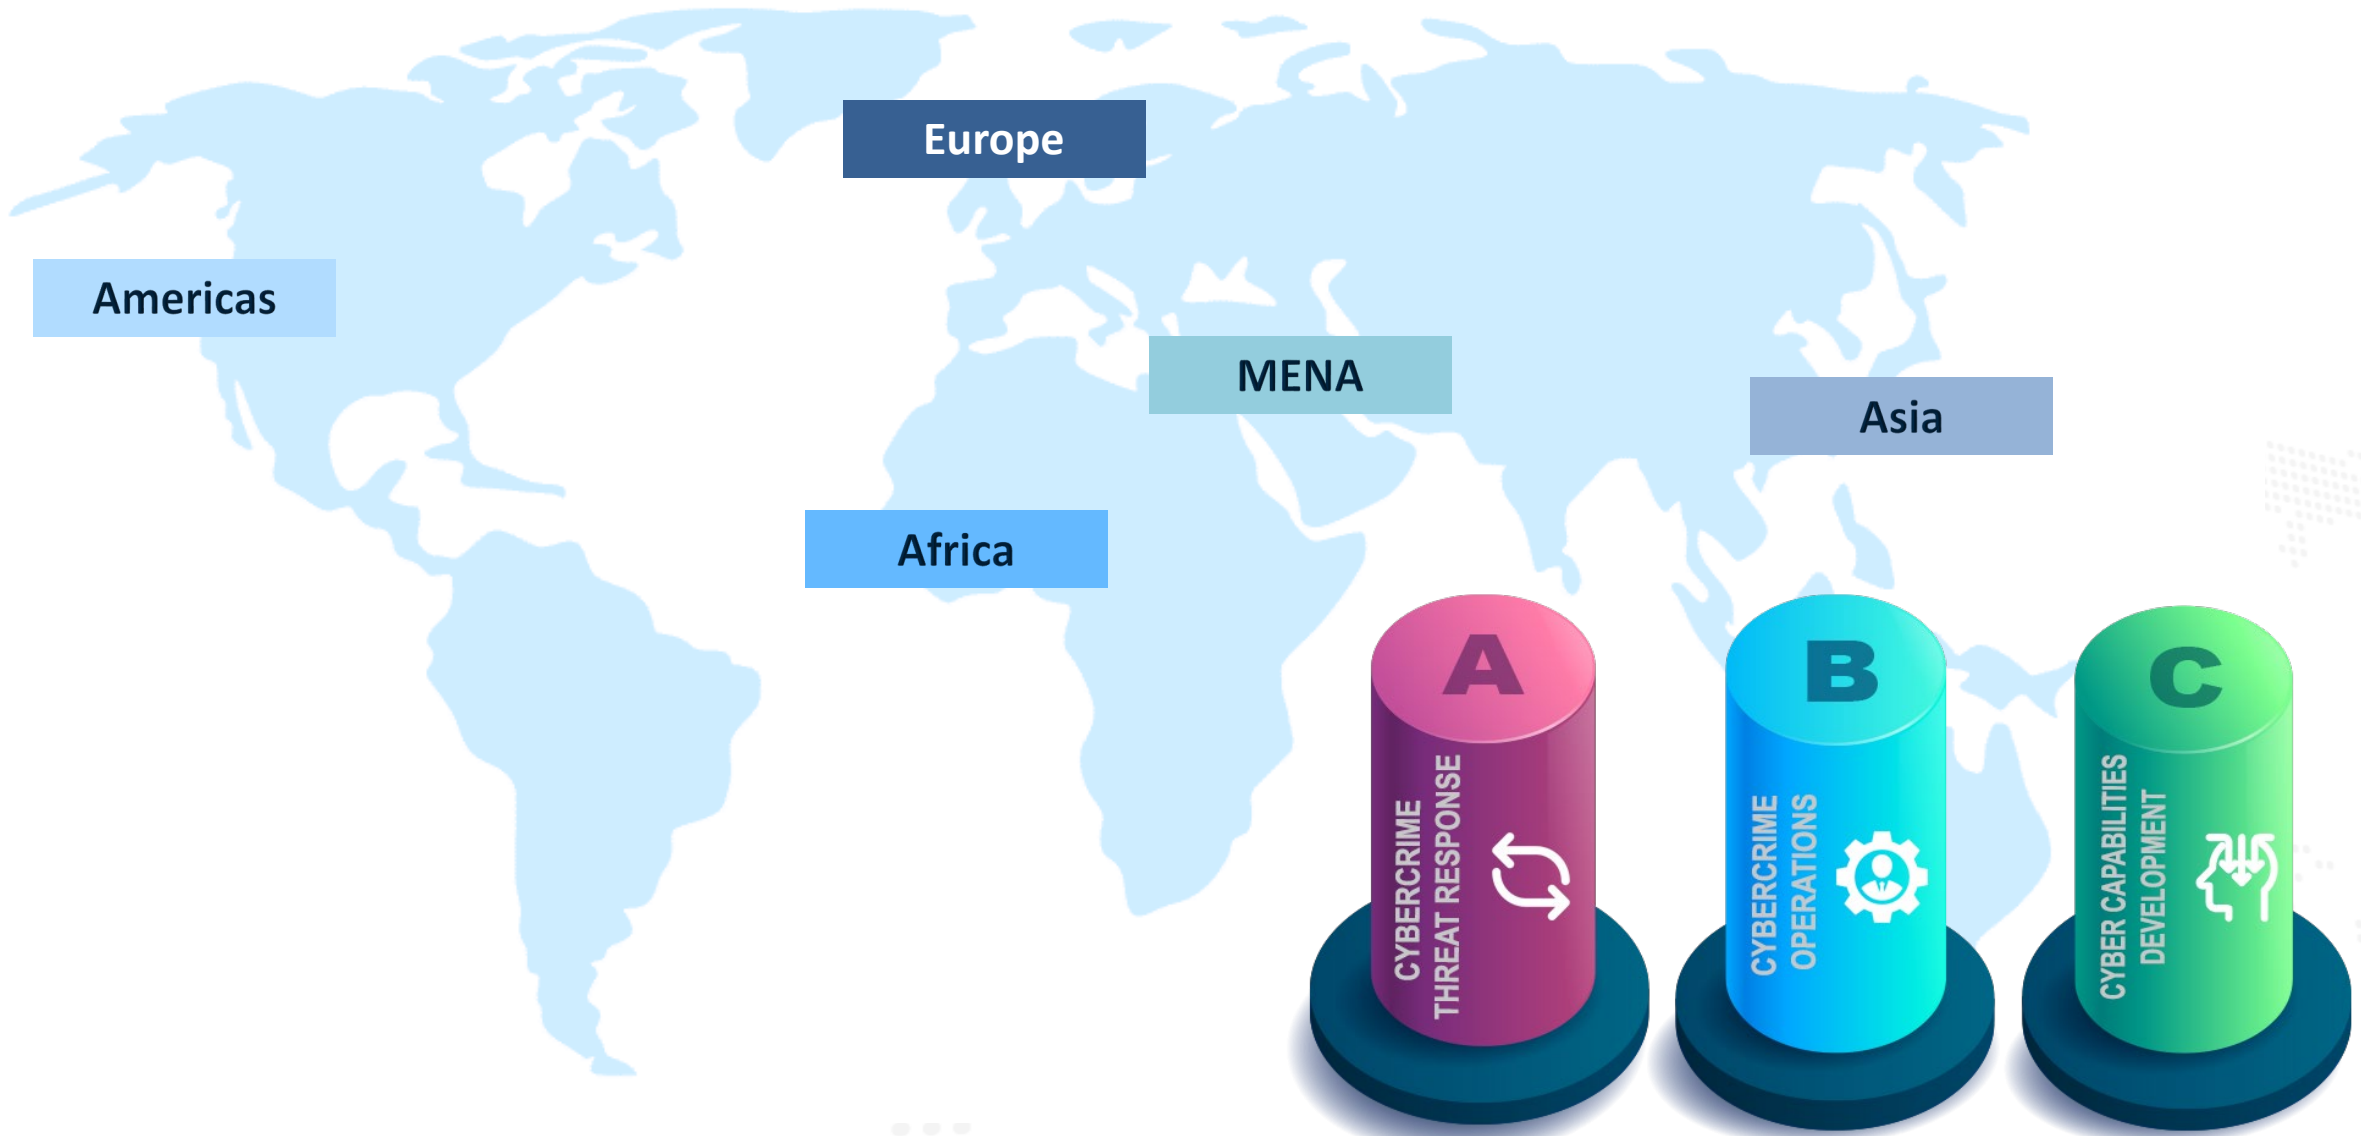 Europe
Americas
MENA
Asia
Africa
A
CYBERCRIME
THREAT RESPONSE
B
CYBERCRIME
OPERATIONS
C
CYBER CAPABILITIES
DEVELOPMENT